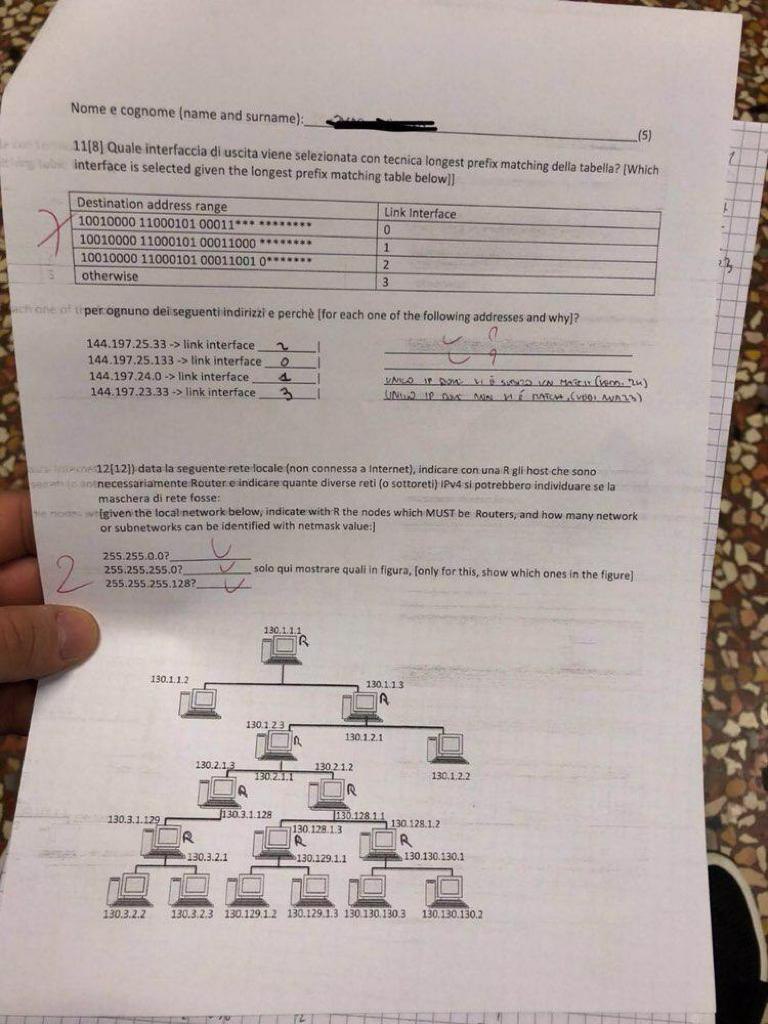 Nome e cognome (name and surname):
(5)
11[8] Quale interfaccia di uscita viene selezionata con tecnica longest prefix matching della tabella? [Which
interface is selected given the longest prefix matching table below]]
Destination address range Link Interface
10010000 11000101 00011*** ******** 0
10010000 11000101 00011000 ******** 1
10010000 11000101 00011001 0******* 2
otherwise 3
per ognuno dei seguenti indirizzi e perchè [for each one of the following addresses and why]?
144.197.25.33 -> link interface 2 |
144.197.25.133 -> link interface 0 |
144.197.24.0 -> link interface 1 | UNICO IP DOVE VI È SUBITO UN MATCH (VEDI. 24)
144.192.23.33 -> link interface 3 | UNICO IP DOVE NON VI È MATCH. (VEDI
12[12]) data la seguente rete locale (non connessa a Internet), indicare con una R gli host che sono
necessariamente Router e indicare quante diverse reti (o sottoreti) IPv4 si potrebbero individuare se la
maschera di rete fosse:
[given the local network below, indicate with R the nodes which MUST be Routers, and how many network
or subnetworks can be identified with netmask value:]
255.255.0.0?
255.255.255.0? solo qui mostrare quali in figura, [only for this, show which ones in the figure]
2
255.255.255.128?
130.1.1.1
R
130.1.1.2 130.1.1.3
R
130.1.2.3 130.1.2.1
R
130.1.2.2
130.2.1.3 130.2.1.2
130.2.1.1
R R
130.3.1.129 130.3.1.128 130.128.1.1 130.128.1.2
130.128.1.3
R R R
130.3.2.1 130.129.1.1 130.130.130.1
130.3.2.2 130.3.2.3 130.129.1.2 130.129.1.3 130.130.130.3 130.130.130.2